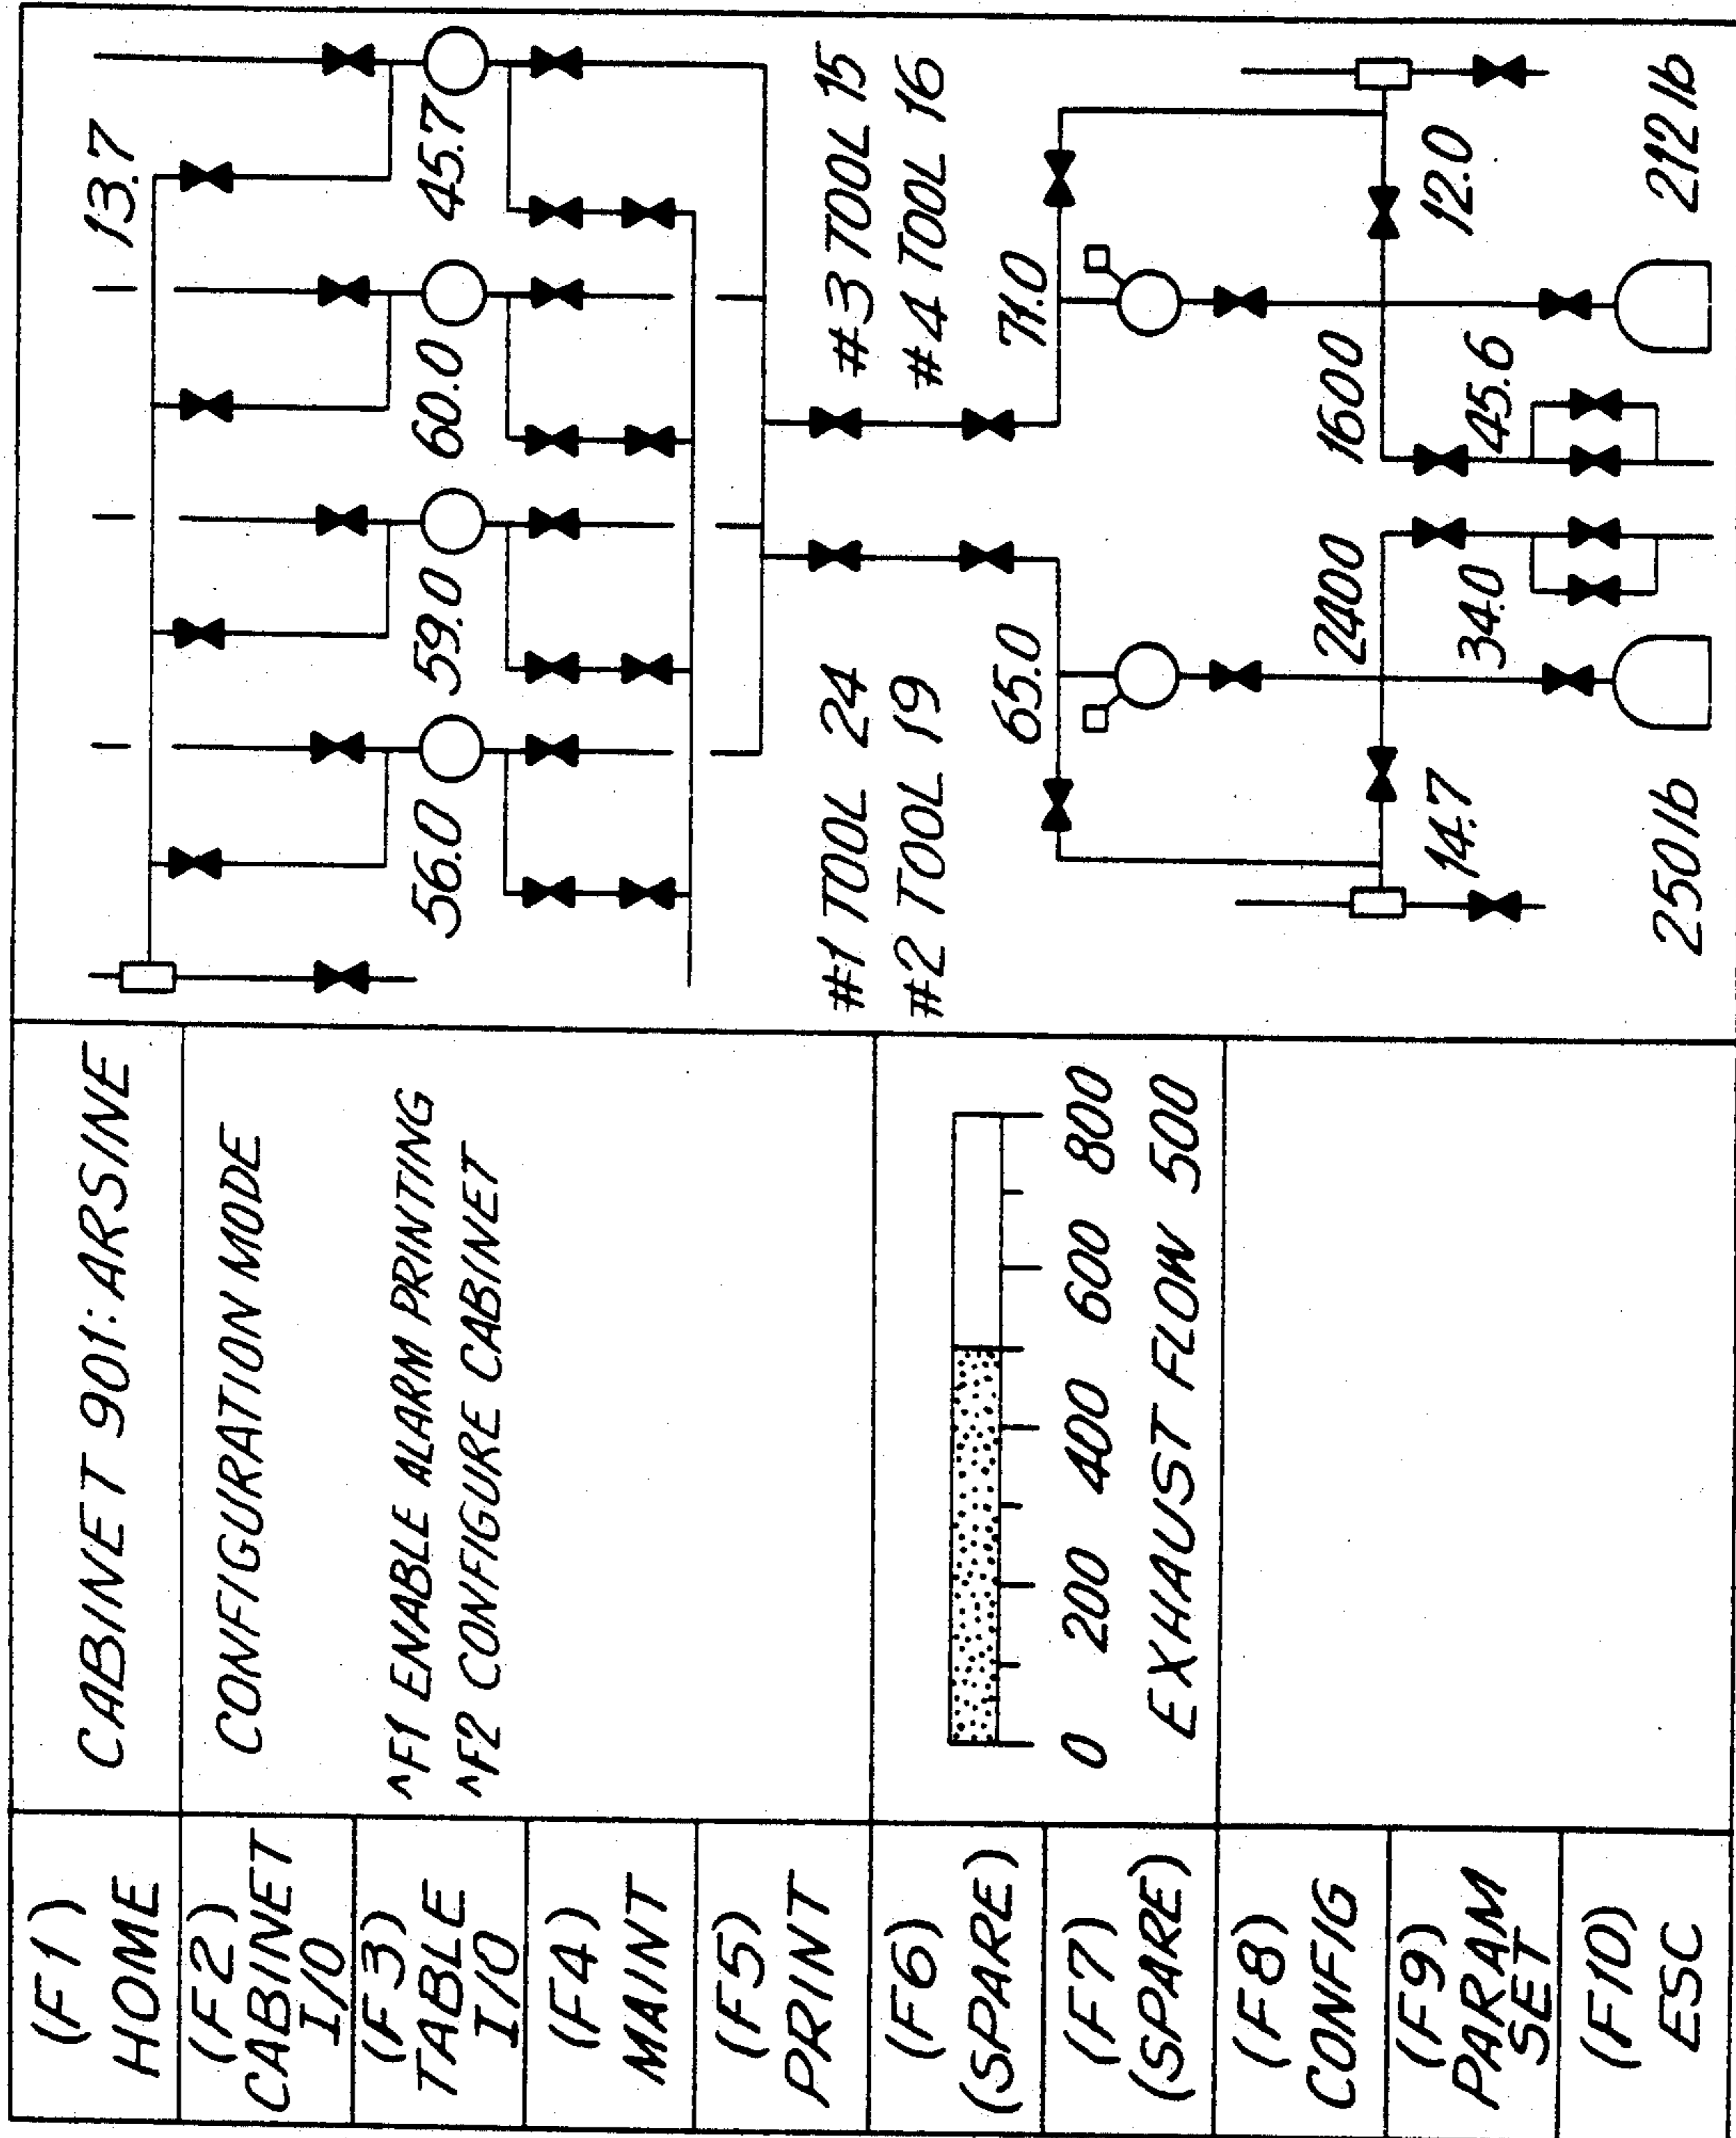 (F1)
HOME
(F2)
CABINET
I/O
(F3)
TABLE
I/O
(F4)
MAINT
(F5)
PRINT
(F6)
(SPARE)
(F7)
(SPARE)
(F8)
CONFIG
(F9)
PARAM
SET
(F10)
ESC
CABINET 901: ARSINE
CONFIGURATION MODE
^F1 ENABLE ALARM PRINTING
^F2 CONFIGURE CABINET
0 200 400 600 800
EXHAUST FLOW 500
13.7
56.0 59.0 60.0 45.7
#1 TOOL 24 #3 TOOL 15
#2 TOOL 19 #4 TOOL 16
65.0 71.0
2400 1600
14.7 34.0 45.6 12.0
250 lb 212 lb